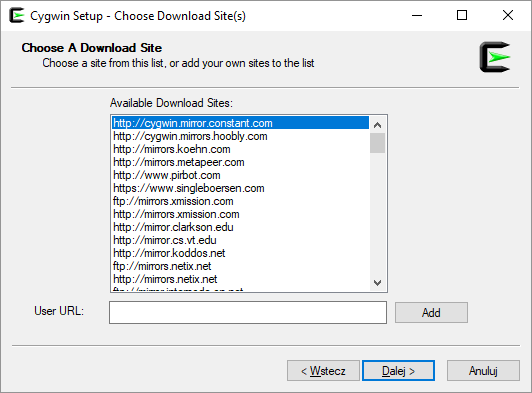 Cygwin Setup - Choose Download Site(s)
Choose A Download Site
Choose a site from this list, or add your own sites to the list
Available Download Sites:
http://cygwin.mirror.constant.com
http://cygwin.mirrors.hoobly.com
http://mirrors.koehn.com
http://mirrors.metapeer.com
http://www.pirbot.com
https://www.singleboersen.com
ftp://mirrors.xmission.com
http://mirrors.xmission.com
http://mirror.clarkson.edu
http://mirror.cs.vt.edu
http://mirror.koddos.net
ftp://mirrors.netix.net
http://mirrors.netix.net
User URL:
Add
< Wstecz
Dalej >
Anuluj